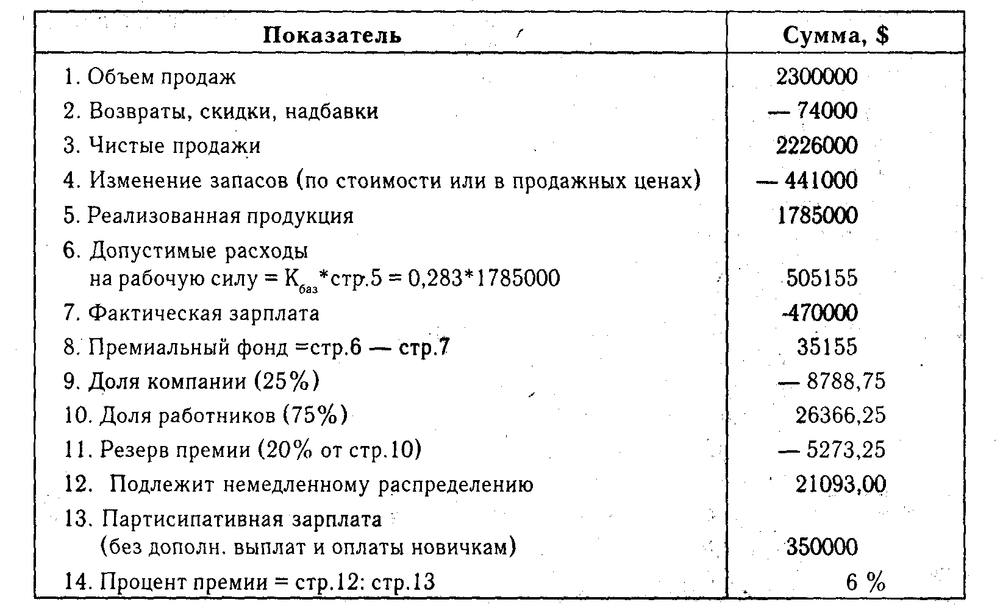 Показатель Сумма, $
1. Объем продаж 2300000
2. Возвраты, скидки, надбавки — 74000
3. Чистые продажи 2226000
4. Изменение запасов (по стоимости или в продажных ценах) — 441000
5. Реализованная продукция 1785000
6. Допустимые расходы
на рабочую силу = Kбаз*стр.5 = 0,283*1785000 505155
7. Фактическая зарплата -470000
8. Премиальный фонд =стр.6 — стр.7 35155
9. Доля компании (25%) — 8788,75
10. Доля работников (75%) 26366,25
11. Резерв премии (20% от стр.10) — 5273,25
12. Подлежит немедленному распределению 21093,00
13. Партисипативная зарплата
(без дополн. выплат и оплаты новичкам) 350000
14. Процент премии = стр.12: стр.13 6 %